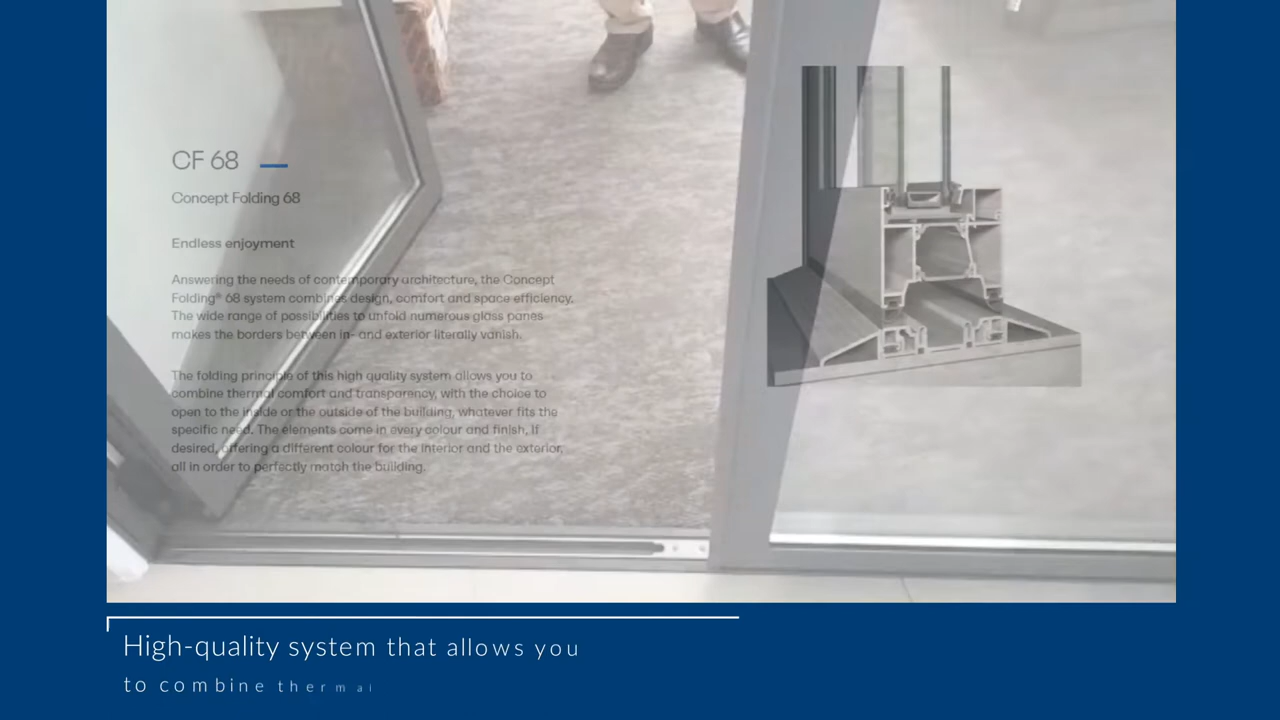 CF 68
Concept Folding 68
Endless enjoyment
Answering the needs of contemporary architecture, the Concept
Folding® 68 system combines design, comfort and space efficiency.
The wide range of possibilities to unfold numerous glass panes
makes the borders between in- and exterior literally vanish.
The folding principle of this high quality system allows you to
combine thermal comfort and transparency, with the choice to
open to the inside or the outside of the building, whatever fits the
specific need. The elements come in every colour and finish, if
desired, offering a different colour for the interior and the exterior,
all in order to perfectly match the building.
High-quality system that allows you
to combine thermal